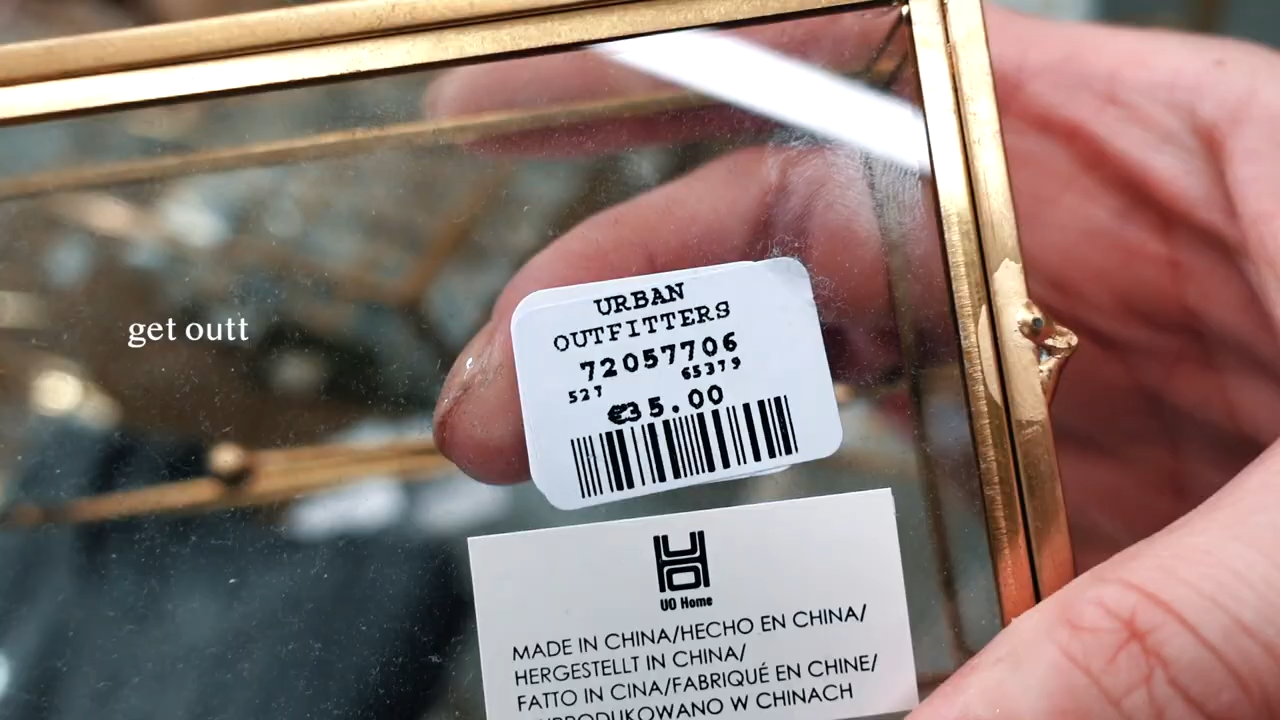 get outt
URBAN
OUTFITTERS
72057706
527 65379
€35.00
UO Home
MADE IN CHINA/HECHO EN CHINA/
HERGESTELLT IN CHINA/
FATTO IN CINA/FABRIQUÉ EN CHINE/
W CHINACH